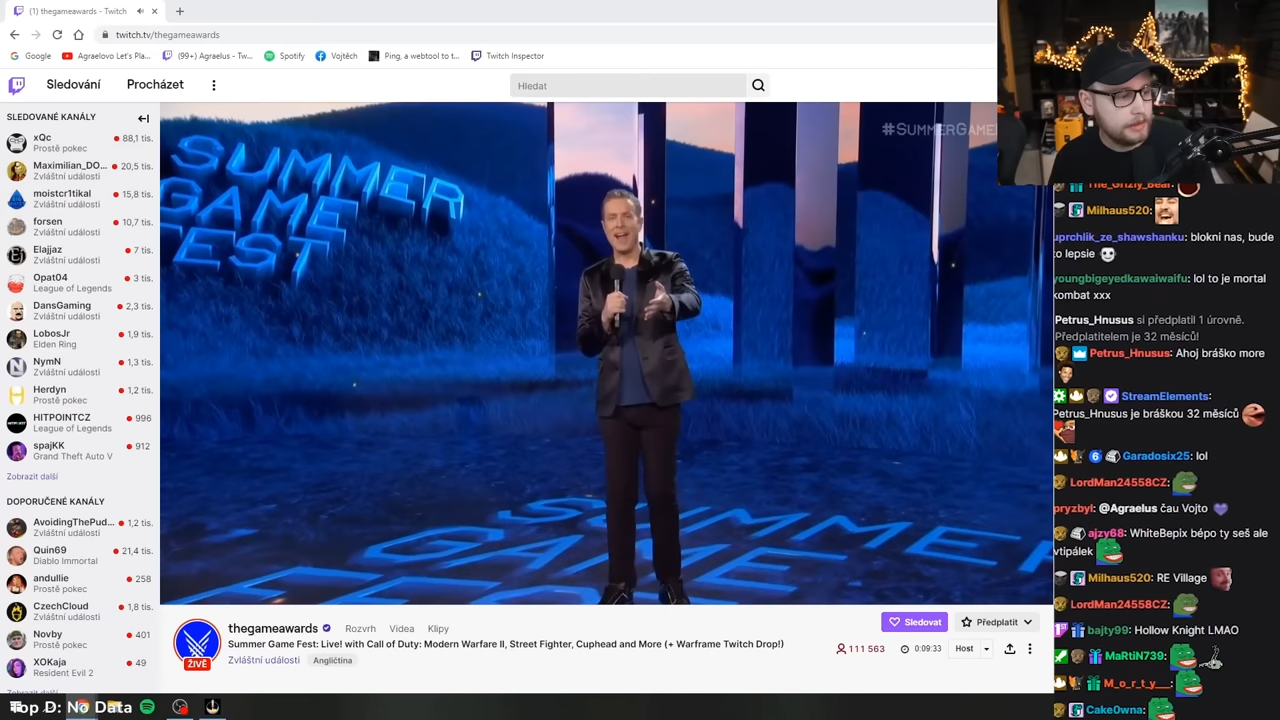 (1) thegameawards - Twitch
twitch.tv/thegameawards
Google
Agraelovo Let's Pla...
(99+) Agraelus - Tw...
Spotify
Vojtěch
Ping, a webtool to t...
Twitch Inspector
Sledování
Procházet
Hledat
SLEDOVANÉ KANÁLY
xQc
88,1 tis.
Prostě pokec
Maximilian_DO...
20,5 tis.
Zvláštní události
moistcr1tikal
15,8 tis.
Zvláštní události
forsen
10,7 tis.
Zvláštní události
Elajjaz
7 tis.
Zvláštní události
Opat04
3 tis.
League of Legends
DansGaming
2,3 tis.
Zvláštní události
LobosJr
1,9 tis.
Elden Ring
NymN
1,3 tis.
Zvláštní události
Herdyn
1,2 tis.
Prostě pokec
HITPOINTCZ
996
League of Legends
spajKK
912
Grand Theft Auto V
Zobrazit další
DOPORUČENÉ KANÁLY
AvoidingThePud...
1,2 tis.
Zvláštní události
Quin69
21,4 tis.
Diablo Immortal
andullie
258
Prostě pokec
CzechCloud
1,8 tis.
Zvláštní události
Novby
401
Prostě pokec
XOKaja
49
Resident Evil 2
Zobrazit další
Top D: No Data
#SUMMERGAME
SUMMER
GAME
FEST
SUMMER
GAME
ŽIVĚ
thegameawards
Rozvrh
Videa
Klipy
Summer Game Fest: Live! with Call of Duty: Modern Warfare II, Street Fighter, Cuphead and More (+ Warframe Twitch Drop!)
Zvláštní události
Angličtina
Sledovat
Předplatit
111 563
0:09:33
Host
The_Grizly_Bear:
Milhaus520:
uprchlik_ze_shawshanku: blokni nas, bude
to lepsie
youngbigeyedkawaiwaifu: lol to je mortal
kombat xxx
Petrus_Hnusus si předplatil 1 úrovně.
Předplatitelem je 32 měsíců!
Petrus_Hnusus: Ahoj bráško more
StreamElements:
Petrus_Hnusus je bráškou 32 měsíců
Garadosix25: lol
LordMan24558CZ:
pryzbyl: @Agraelus čau Vojto
ajzy68: WhiteBepix bépo ty seš ale
vtipálek
Milhaus520: RE Village
LordMan24558CZ:
bajty99: Hollow Knight LMAO
MaRtiN739:
M_o_r_t_y___:
Cake0wna: